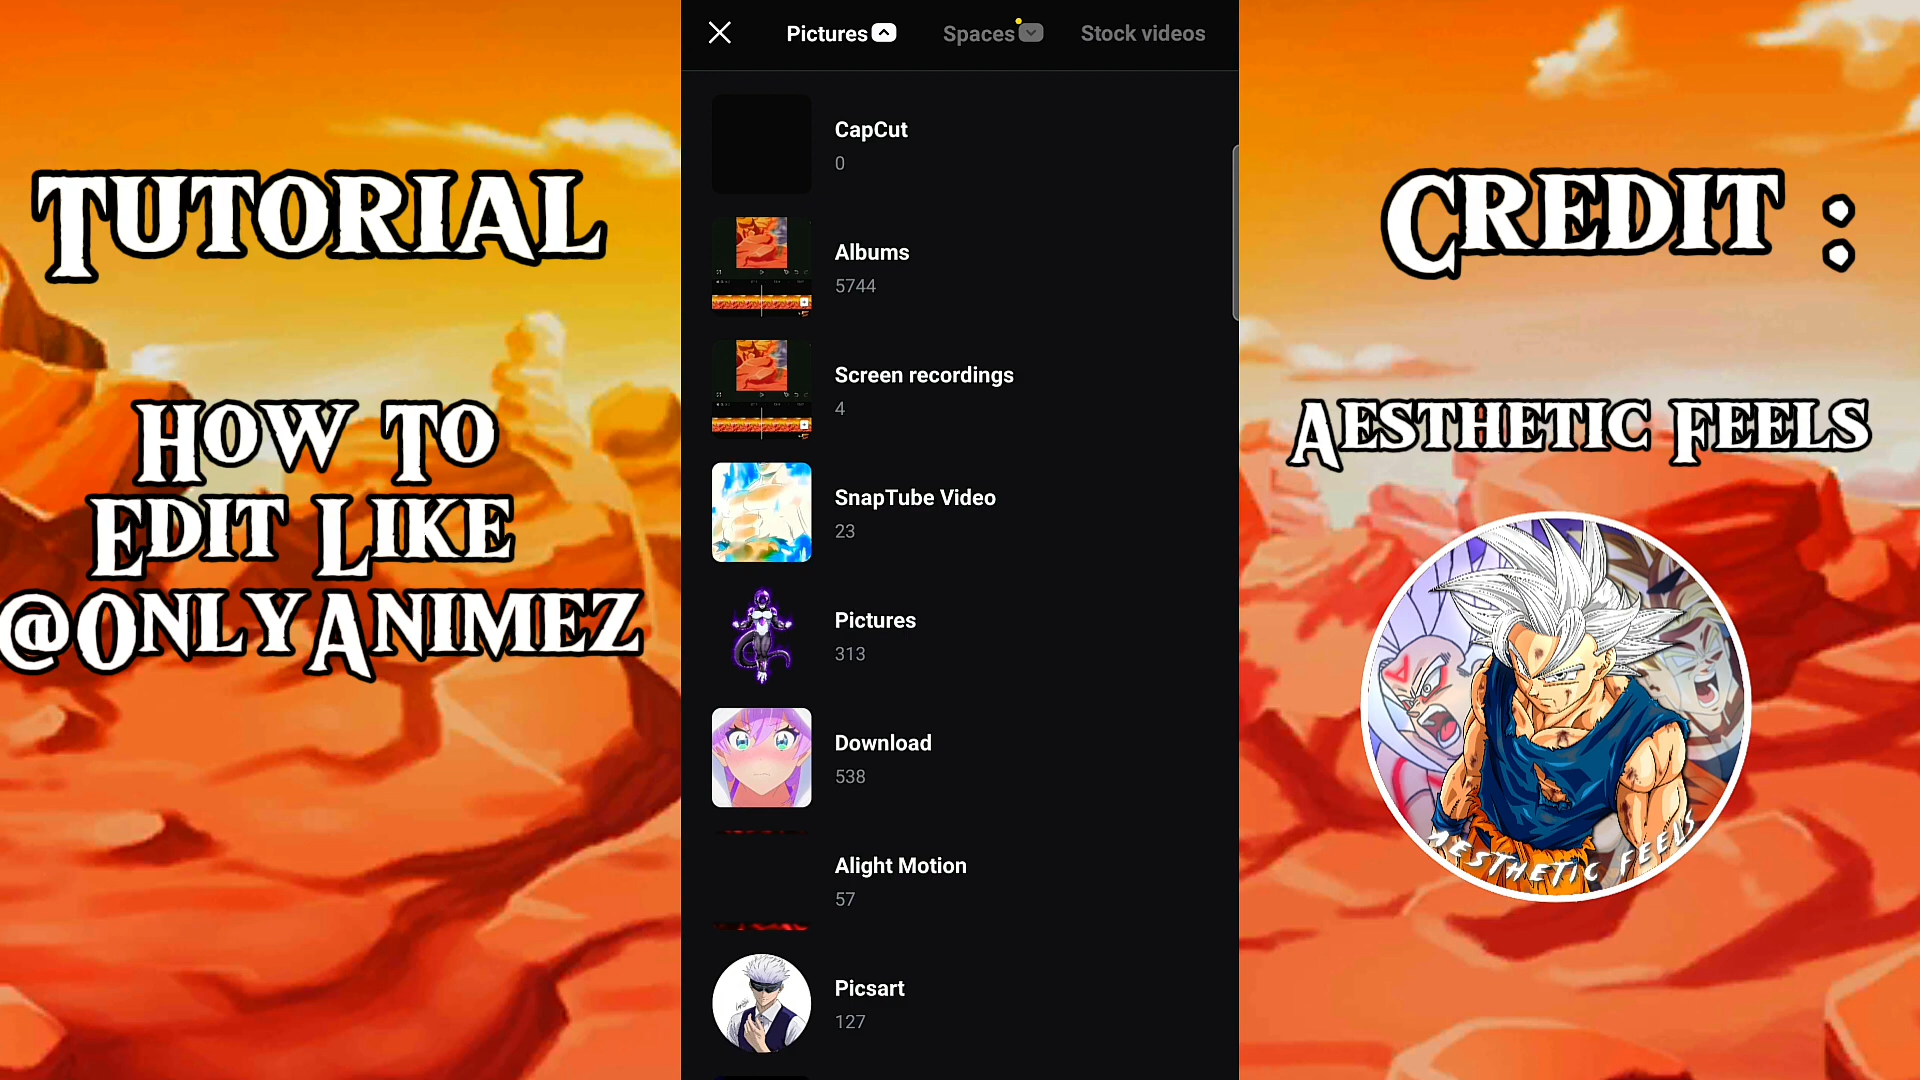 TUTORIAL
HOW TO
EDIT LIKE
@ONLYANIMEZ
Pictures
Spaces
Stock videos
CapCut
0
Albums
5744
Screen recordings
4
SnapTube Video
23
Pictures
313
Download
538
Alight Motion
57
Picsart
127
CREDIT :
AESTHETIC FEELS
AESTHETIC FEELS